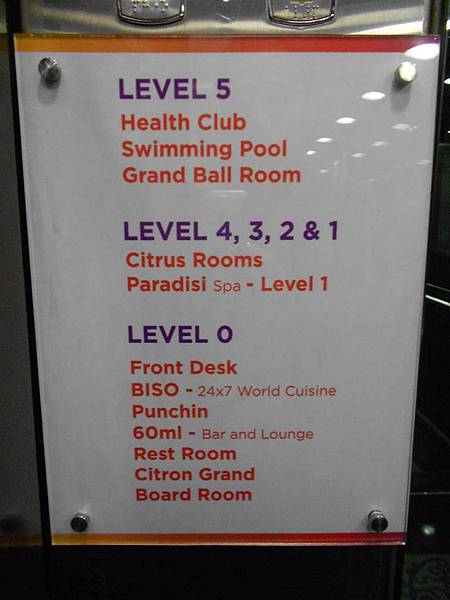 LEVEL 5
Health Club
Swimming Pool
Grand Ball Room
LEVEL 4, 3, 2 & 1
Citrus Rooms
Paradisi Spa - Level 1
LEVEL 0
Front Desk
BISO - 24x7 World Cuisine
Punchin
60ml - Bar and Lounge
Rest Room
Citron Grand
Board Room